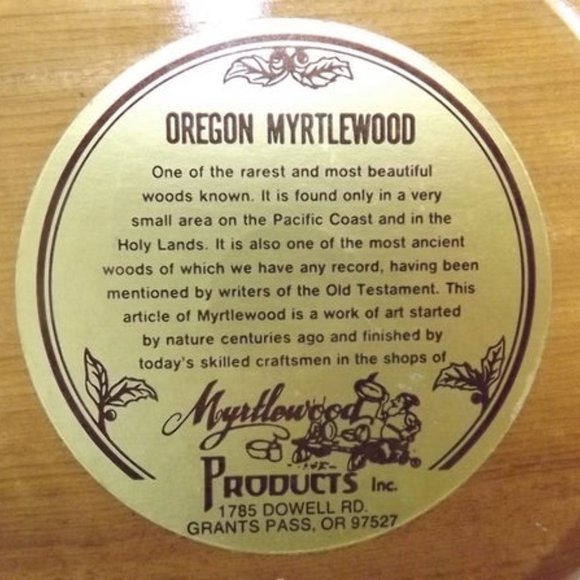 OREGON MYRTLEWOOD
One of the rarest and most beautiful
woods known. It is found only in a very
small area on the Pacific Coast and in the
Holy Lands. It is also one of the most ancient
woods of which we have any record, having been
mentioned by writers of the Old Testament. This
article of Myrtlewood is a work of art started
by nature centuries ago and finished by
today's skilled craftsmen in the shops of
Myrtlewood
PRODUCTS Inc. ®
1785 DOWELL RD.
GRANTS PASS, OR 97527